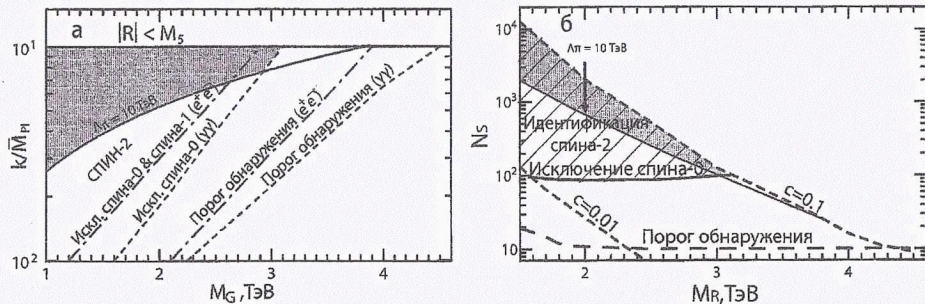 а
|R| < M₅
10¹
Λπ = 10ТэВ
СПИН-2
Искл. спина-0 & спина-1 (e⁺e⁻)
Искл. спина-0 (γγ)
Порог обнаружения (e⁺e⁻)
Порог обнаружения (γγ)
k/M̅Pl
10²
1 2 3 4
MG,ТэВ
б
10⁴
Λπ = 10 ТэВ
10³
Идентификация
спина-2
Исключение спина-0
10²
c=0.1
c=0.01
Порог обнаружения
10
Ns
2 3 4
MR,ТэВ